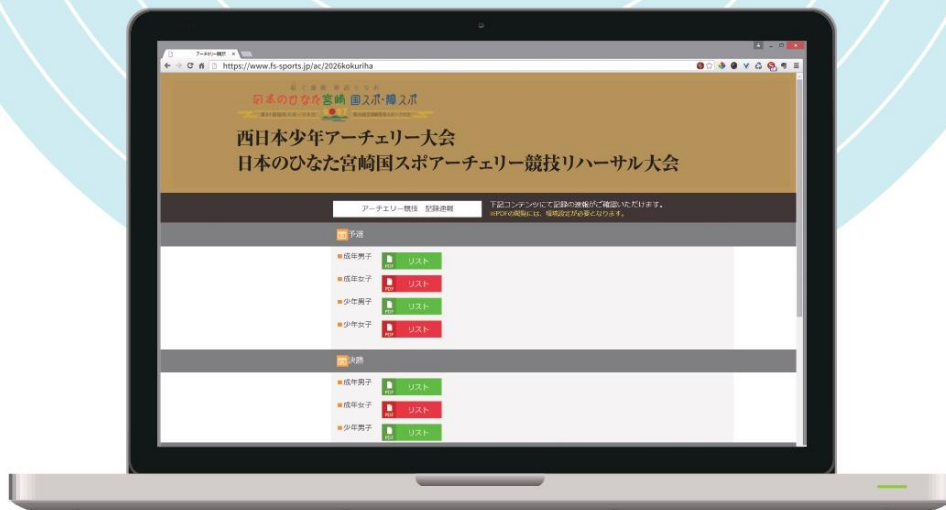 アーチェリー競技 ×
https://www.fs-sports.jp/ac/2026kokuriha
日本のひなた宮崎 国スポ・障スポ
西日本少年アーチェリー大会
日本のひなた宮崎国スポアーチェリー競技リハーサル大会
アーチェリー競技 記録速報
下記コンテンツにて記録の速報がご確認いただけます。
※PDFの閲覧には、環境設定が必要となります。
予選
成年男子 PDF リスト
成年女子 PDF リスト
少年男子 PDF リスト
少年女子 PDF リスト
決勝
成年男子 PDF リスト
成年女子 PDF リスト
少年男子 PDF リスト